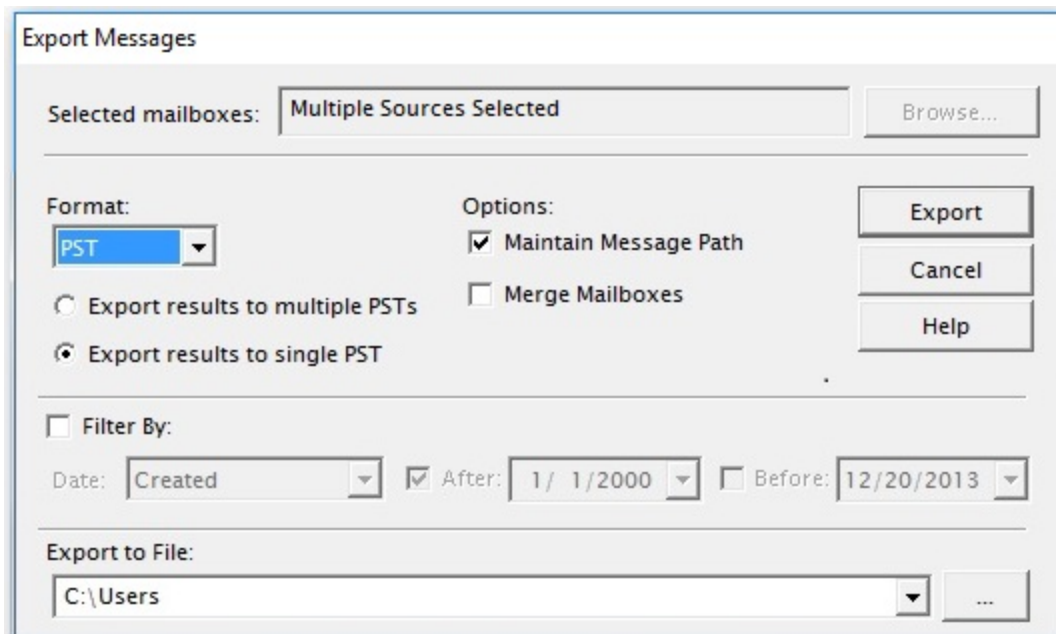 Export Messages
Selected mailboxes: Multiple Sources Selected Browse...
Format:
PST
Export results to multiple PSTs
Export results to single PST
Options:
Maintain Message Path
Merge Mailboxes
Export
Cancel
Help
Filter By:
Date: Created After: 1/ 1/2000 Before: 12/20/2013
Export to File:
C:\Users ...